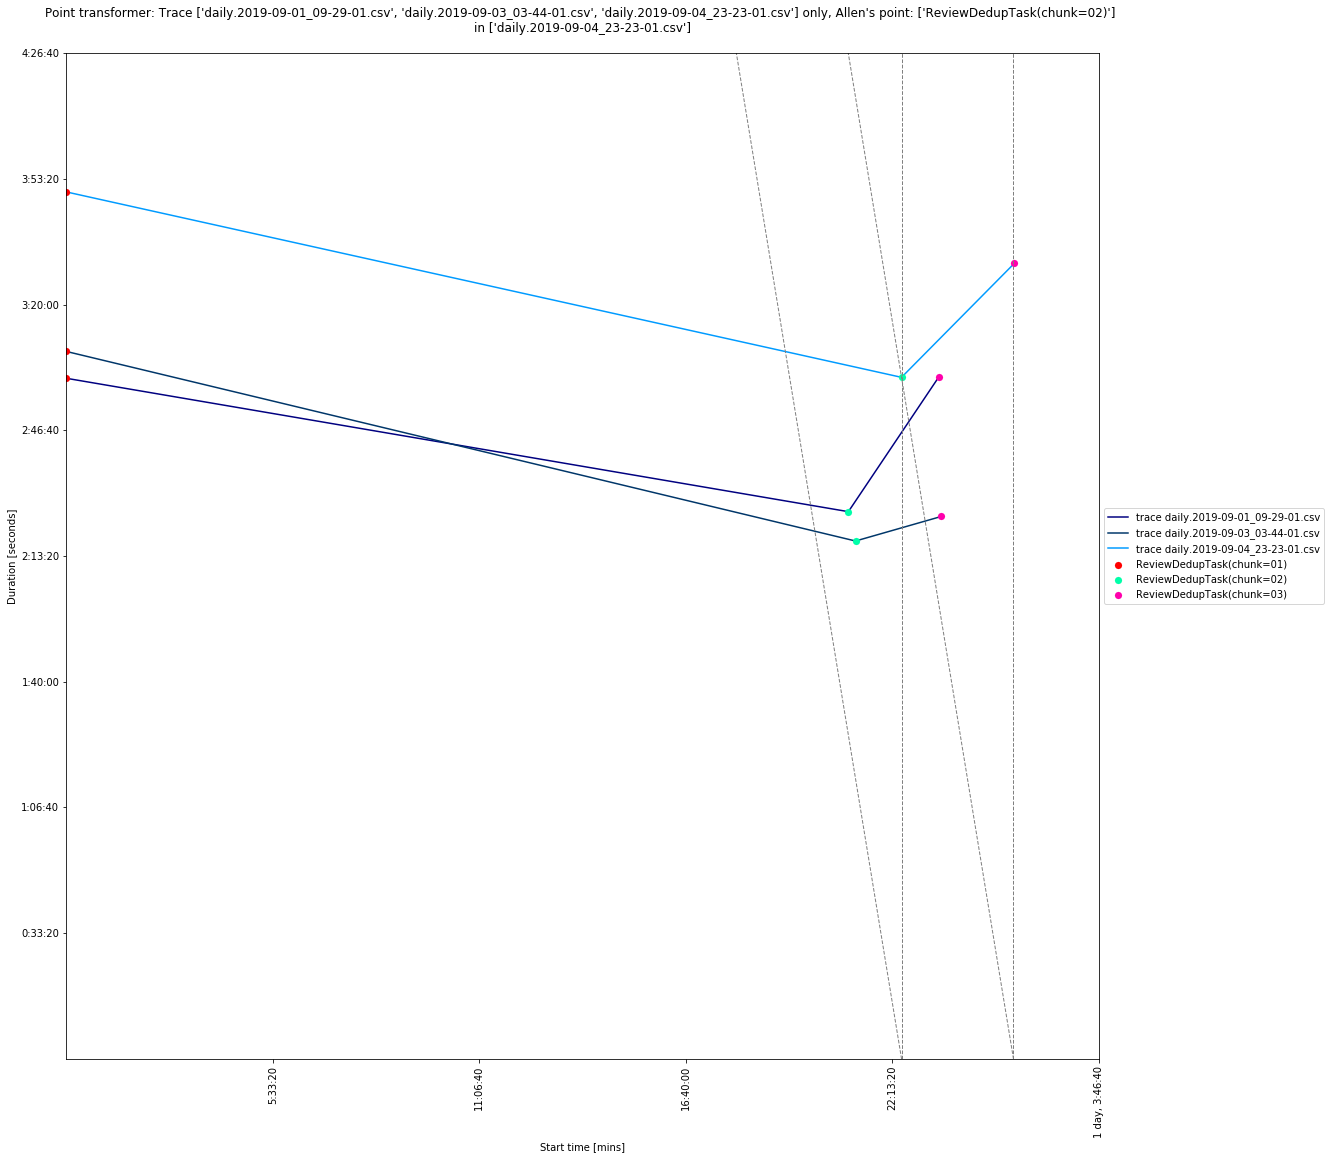 Point transformer: Trace ['daily.2019-09-01_09-29-01.csv', 'daily.2019-09-03_03-44-01.csv', 'daily.2019-09-04_23-23-01.csv'] only, Allen's point: ['ReviewDedupTask(chunk=02)']
in ['daily.2019-09-04_23-23-01.csv']
4:26:40
3:53:20
3:20:00
2:46:40
2:13:20
1:40:00
1:06:40
0:33:20
Duration [seconds]
5:33:20
11:06:40
16:40:00
22:13:20
1 day, 3:46:40
Start time [mins]
trace daily.2019-09-01_09-29-01.csv
trace daily.2019-09-03_03-44-01.csv
trace daily.2019-09-04_23-23-01.csv
ReviewDedupTask(chunk=01)
ReviewDedupTask(chunk=02)
ReviewDedupTask(chunk=03)